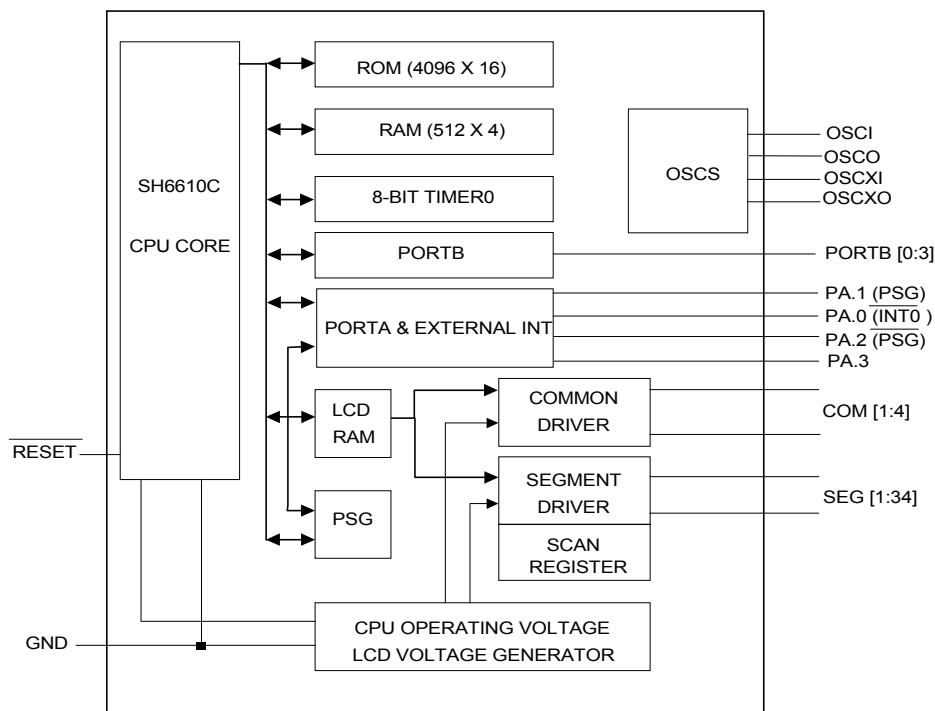 SH6610C
CPU CORE
ROM (4096 X 16)
RAM (512 X 4)
8-BIT TIMER0
PORTB
PORTA & EXTERNAL INT
LCD
RAM
PSG
COMMON
DRIVER
SEGMENT
DRIVER
SCAN
REGISTER
CPU OPERATING VOLTAGE
LCD VOLTAGE GENERATOR
OSCS
OSCI
OSCO
OSCXI
OSCXO
PORTB [0:3]
PA.1 (PSG)
PA.0 (INT0 )
PA.2 (PSG)
PA.3
COM [1:4]
SEG [1:34]
RESET
GND